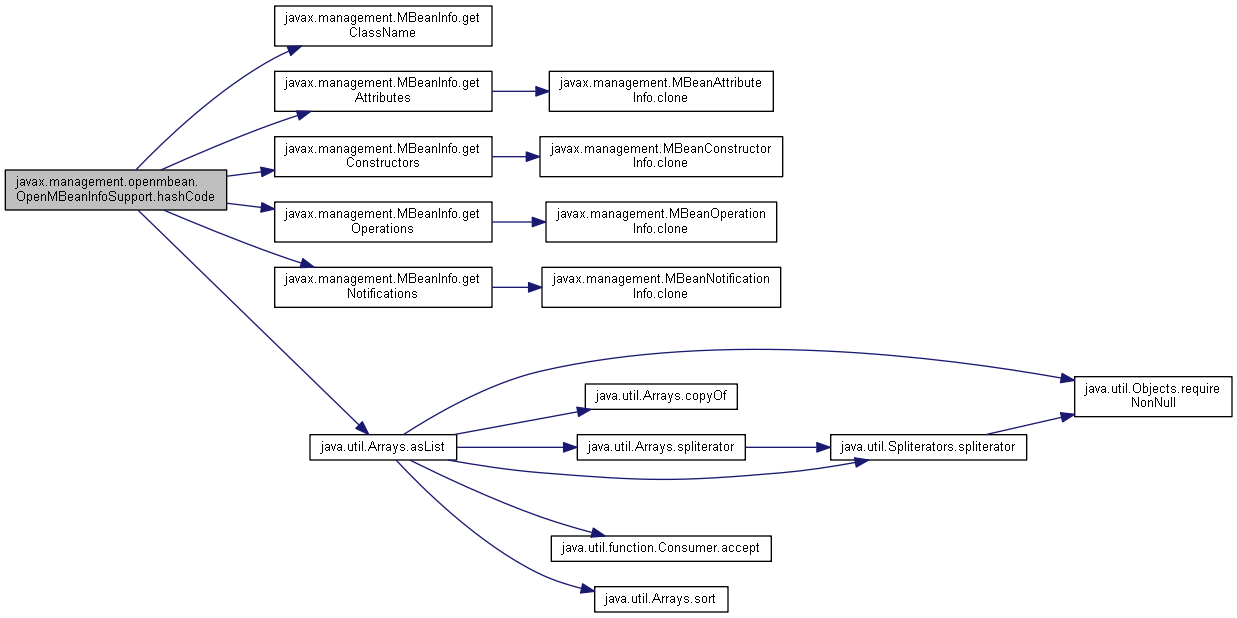 javax.management.MBeanInfo.get
ClassName
javax.management.MBeanInfo.get
Attributes
javax.management.MBeanAttribute
Info.clone
javax.management.MBeanInfo.get
Constructors
javax.management.MBeanConstructor
Info.clone
javax.management.openmbean.
OpenMBeanInfoSupport.hashCode
javax.management.MBeanInfo.get
Operations
javax.management.MBeanOperation
Info.clone
javax.management.MBeanInfo.get
Notifications
javax.management.MBeanNotification
Info.clone
java.util.Objects.require
NonNull
java.util.Arrays.copyOf
java.util.Arrays.asList
java.util.Arrays.spliterator
java.util.Spliterators.spliterator
java.util.function.Consumer.accept
java.util.Arrays.sort